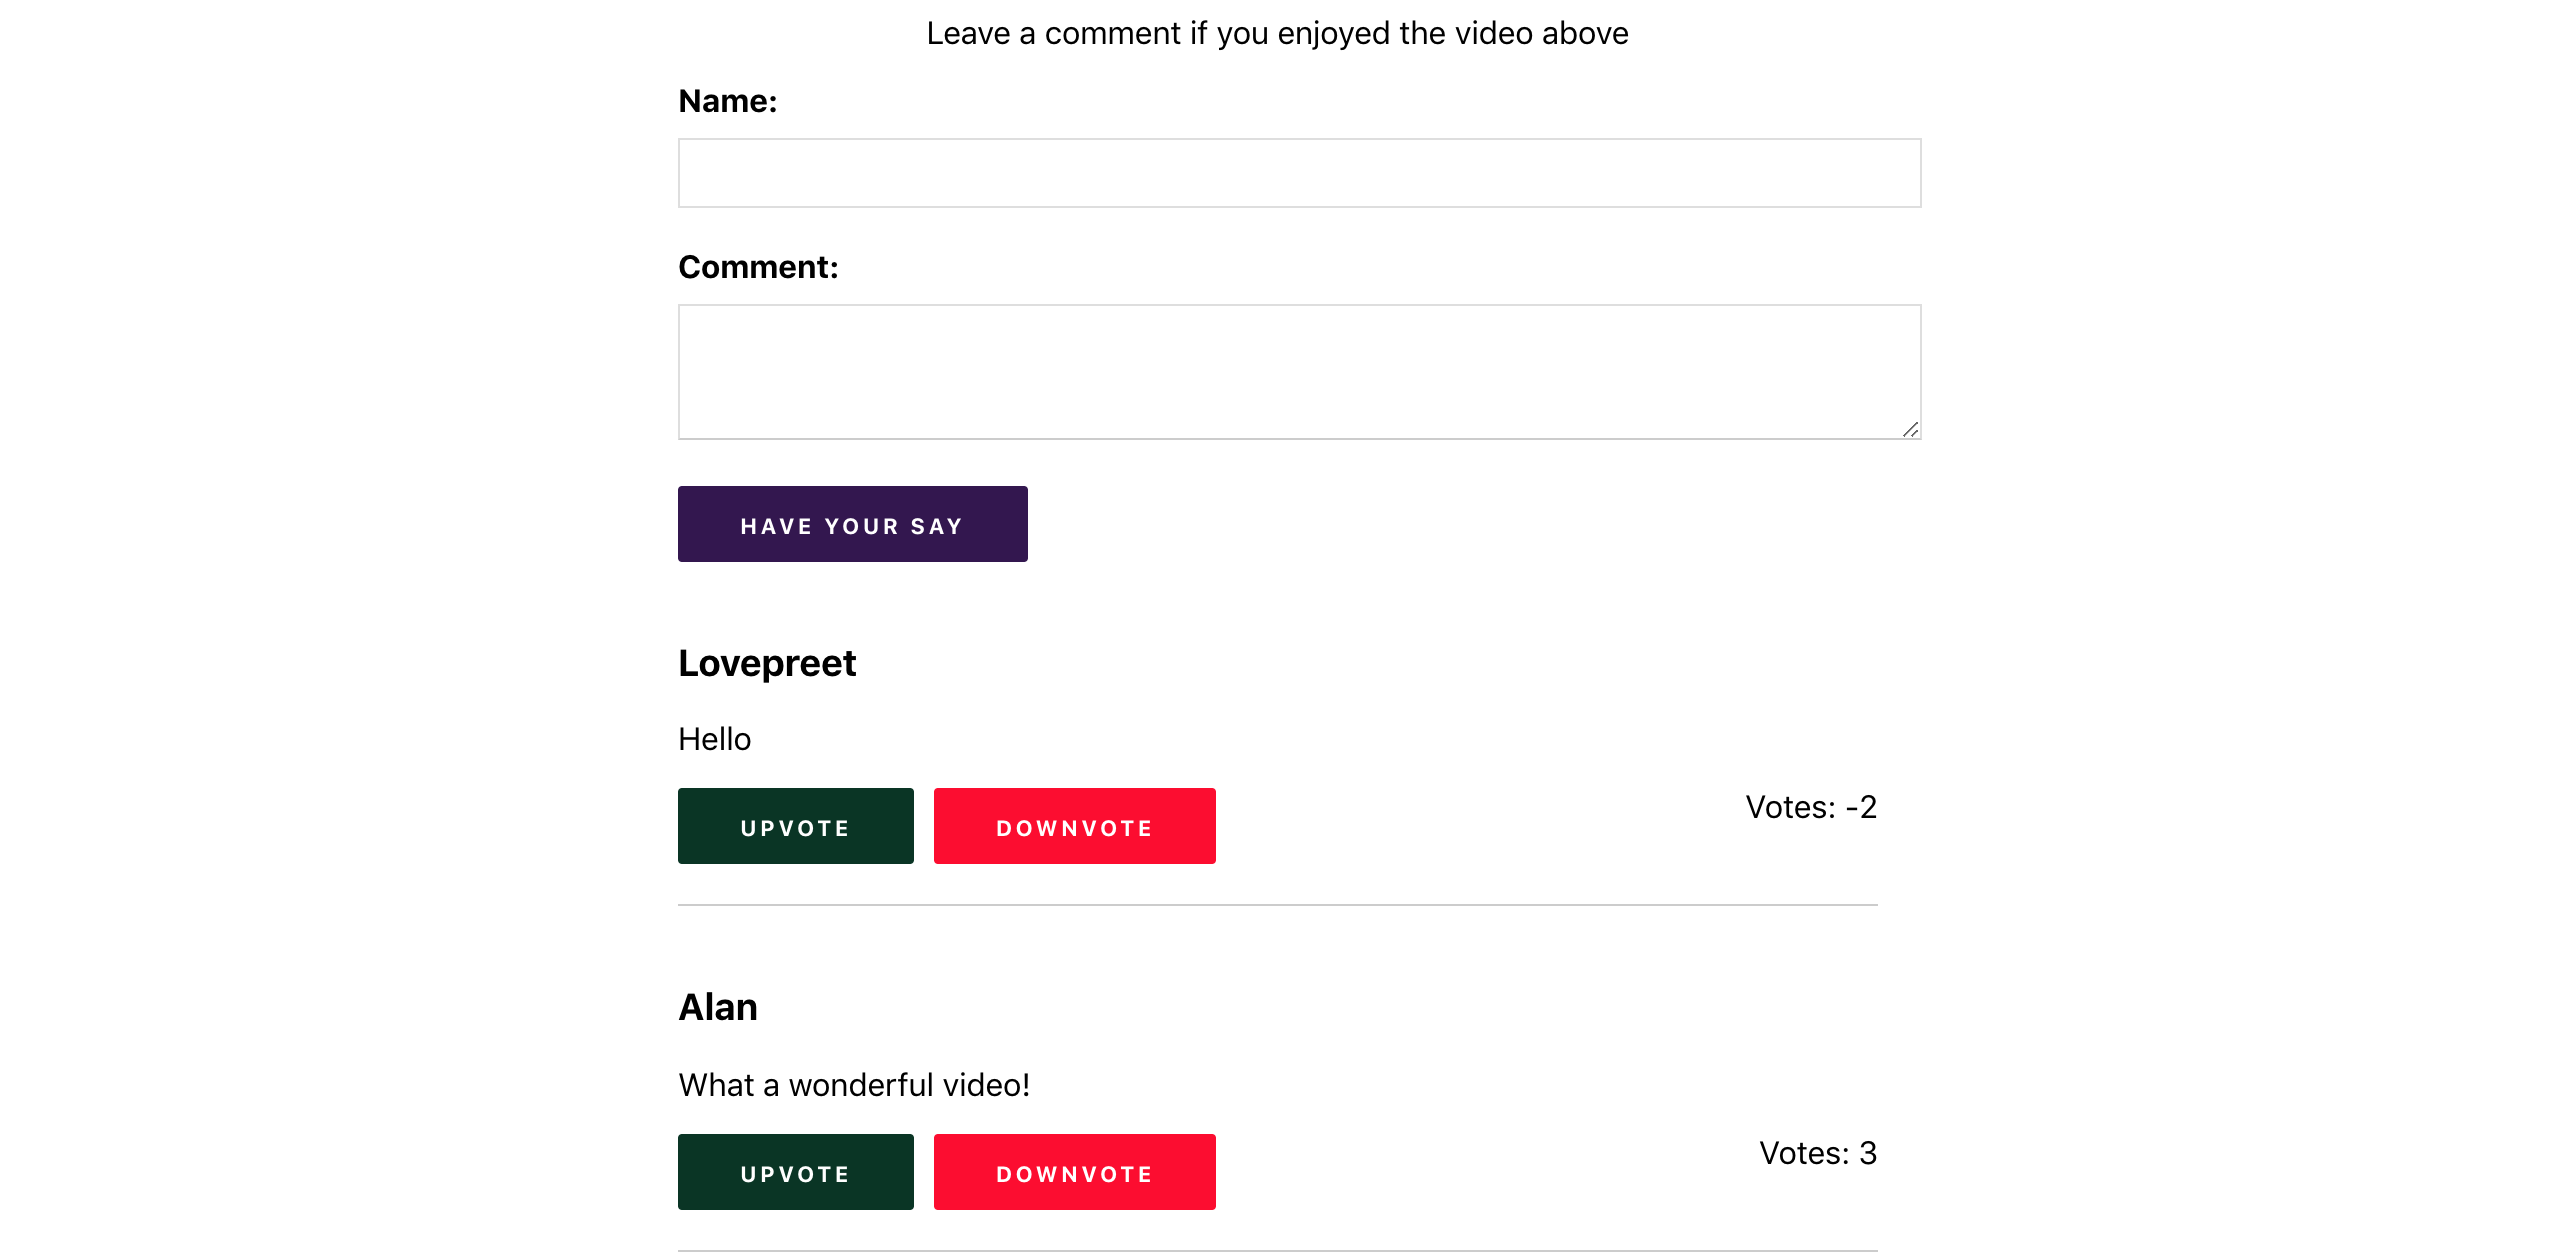 Leave a comment if you enjoyed the video above
Name:
Comment:
HAVE YOUR SAY
Lovepreet
Hello
UPVOTE DOWNVOTE Votes: -2
Alan
What a wonderful video!
UPVOTE DOWNVOTE Votes: 3